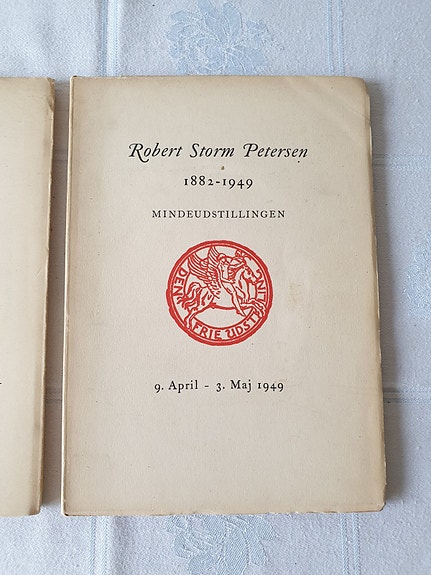 Robert Storm Petersen
1882-1949
MINDEUDSTILLINGEN
DEN FRIE UDSTILLING
9. April - 3. Maj 1949